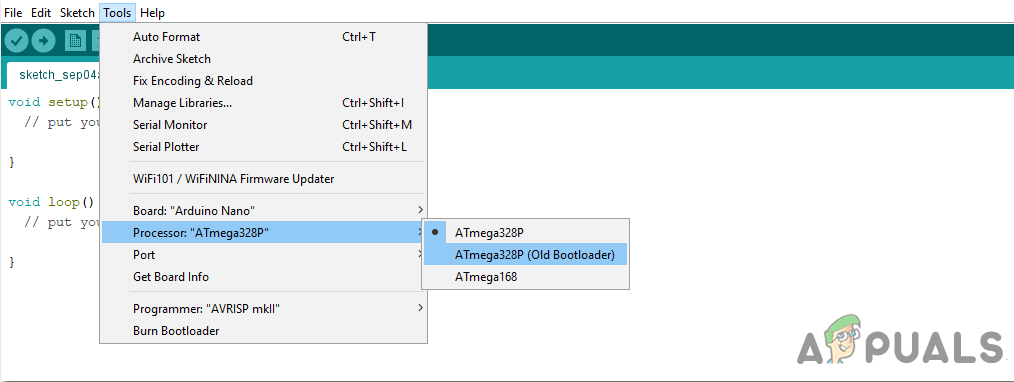 File Edit Sketch Tools Help
sketch_sep04a
Auto Format Ctrl+T
Archive Sketch
Fix Encoding & Reload
Manage Libraries... Ctrl+Shift+I
Serial Monitor Ctrl+Shift+M
Serial Plotter Ctrl+Shift+L
WiFi101 / WiFiNINA Firmware Updater
Board: "Arduino Nano"
Processor: "ATmega328P"
Port
Get Board Info
Programmer: "AVRISP mkII"
Burn Bootloader
ATmega328P
ATmega328P (Old Bootloader)
ATmega168
void setup()
// put you
}
void loop()
// put you
}
APPUALS